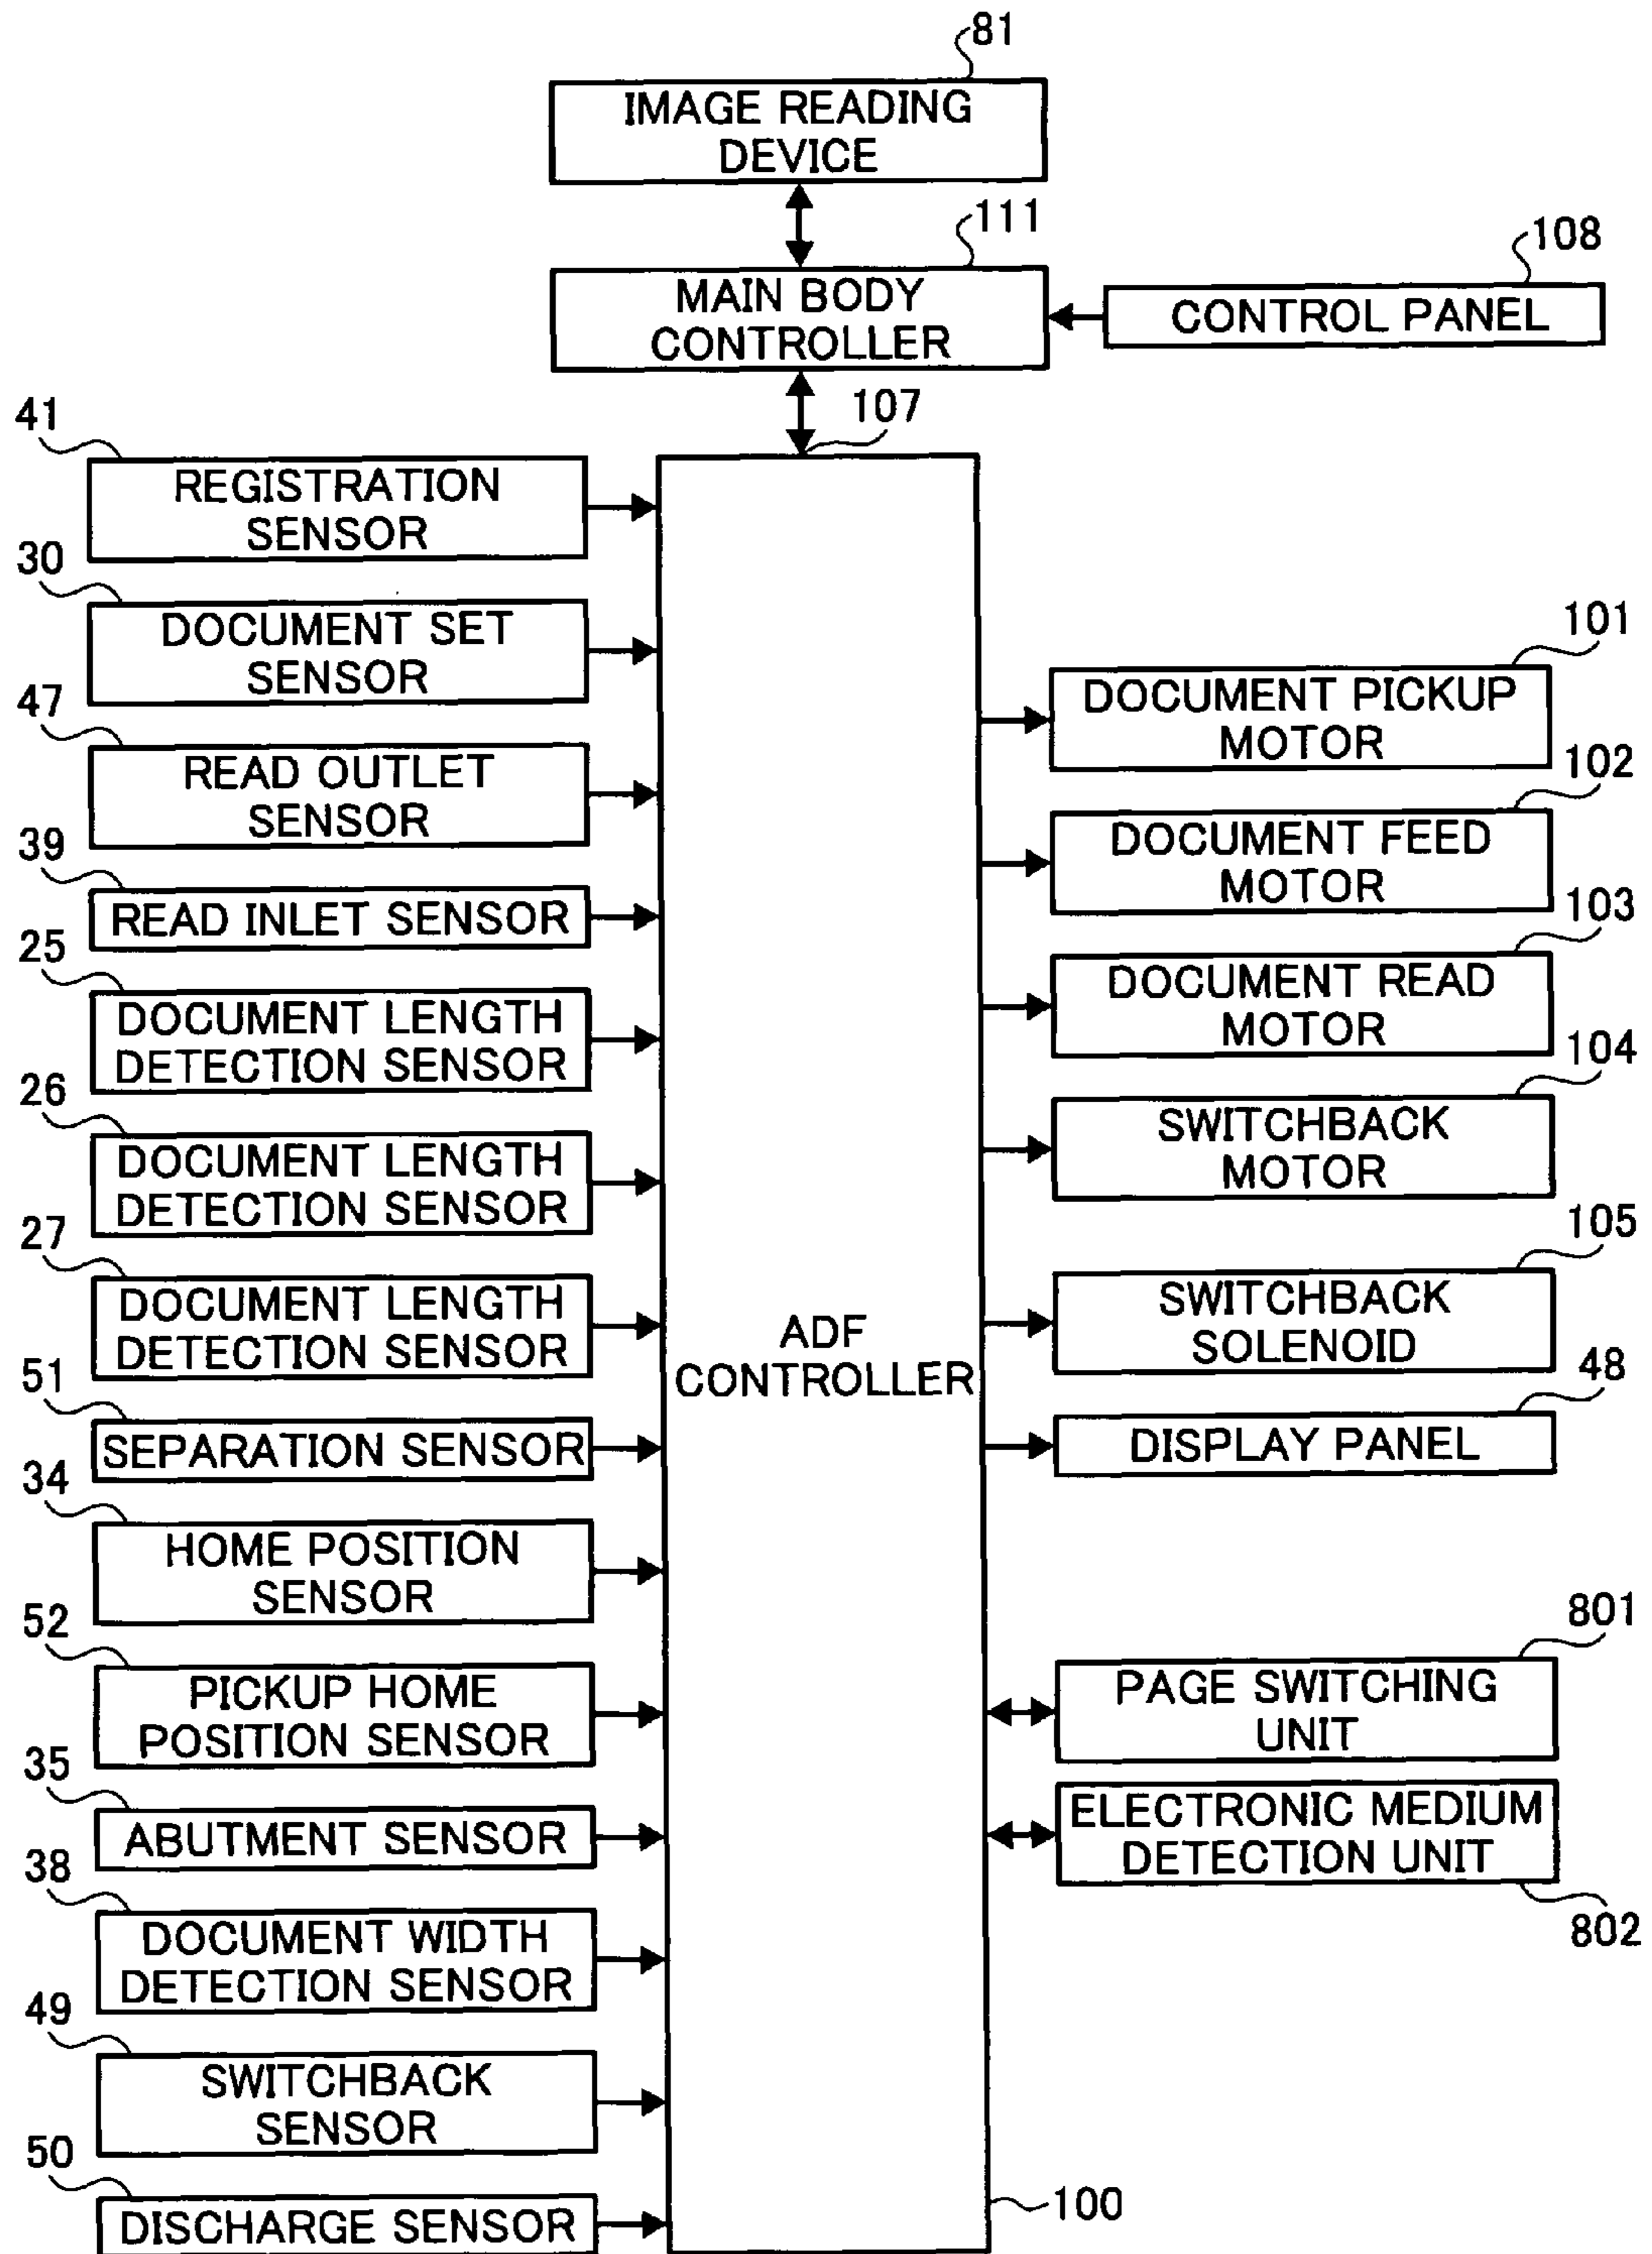 81
IMAGE READING
DEVICE
111
MAIN BODY
CONTROLLER
108
CONTROL PANEL
107
41
REGISTRATION
SENSOR
30
DOCUMENT SET
SENSOR
47
READ OUTLET
SENSOR
39
READ INLET SENSOR
25
DOCUMENT LENGTH
DETECTION SENSOR
26
DOCUMENT LENGTH
DETECTION SENSOR
27
DOCUMENT LENGTH
DETECTION SENSOR
51
SEPARATION SENSOR
34
HOME POSITION
SENSOR
52
PICKUP HOME
POSITION SENSOR
35
ABUTMENT SENSOR
38
DOCUMENT WIDTH
DETECTION SENSOR
49
SWITCHBACK
SENSOR
50
DISCHARGE SENSOR
ADF
CONTROLLER
100
101
DOCUMENT PICKUP
MOTOR
102
DOCUMENT FEED
MOTOR
103
DOCUMENT READ
MOTOR
104
SWITCHBACK
MOTOR
105
SWITCHBACK
SOLENOID
48
DISPLAY PANEL
801
PAGE SWITCHING
UNIT
ELECTRONIC MEDIUM
DETECTION UNIT
802